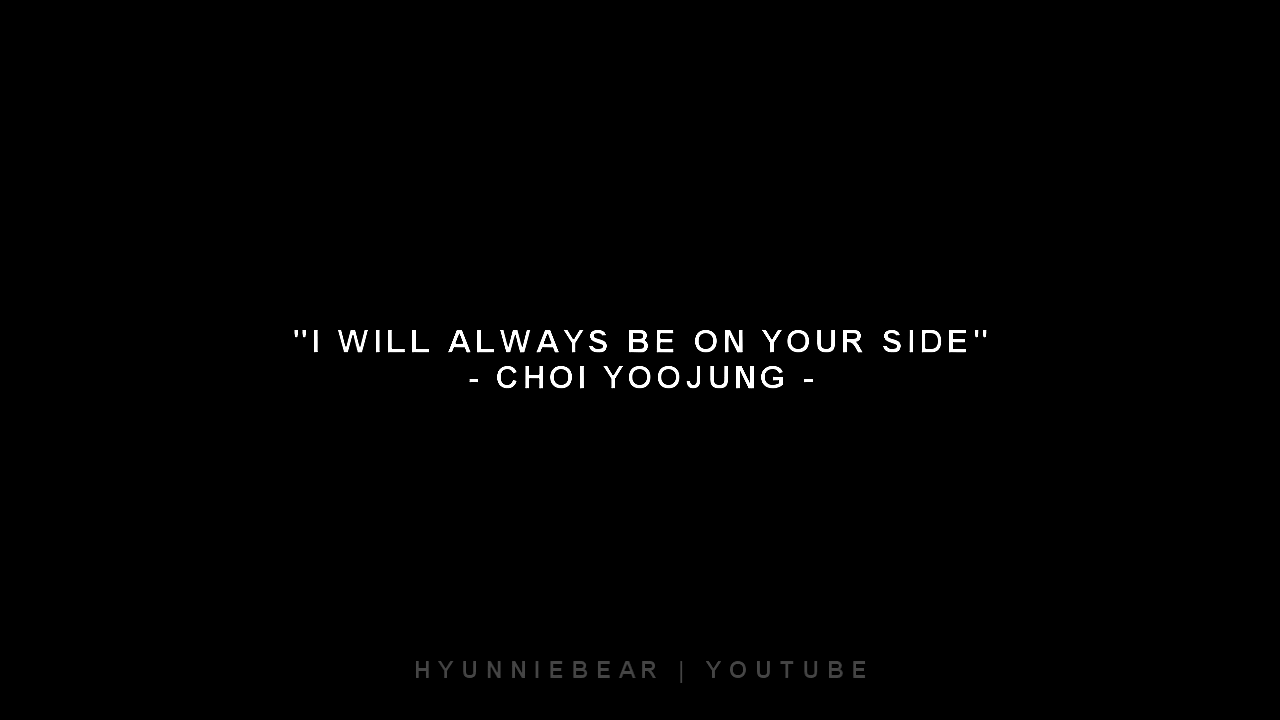 "I WILL ALWAYS BE ON YOUR SIDE"
- CHOI YOOJUNG -
HYUNNIEBEAR | YOUTUBE